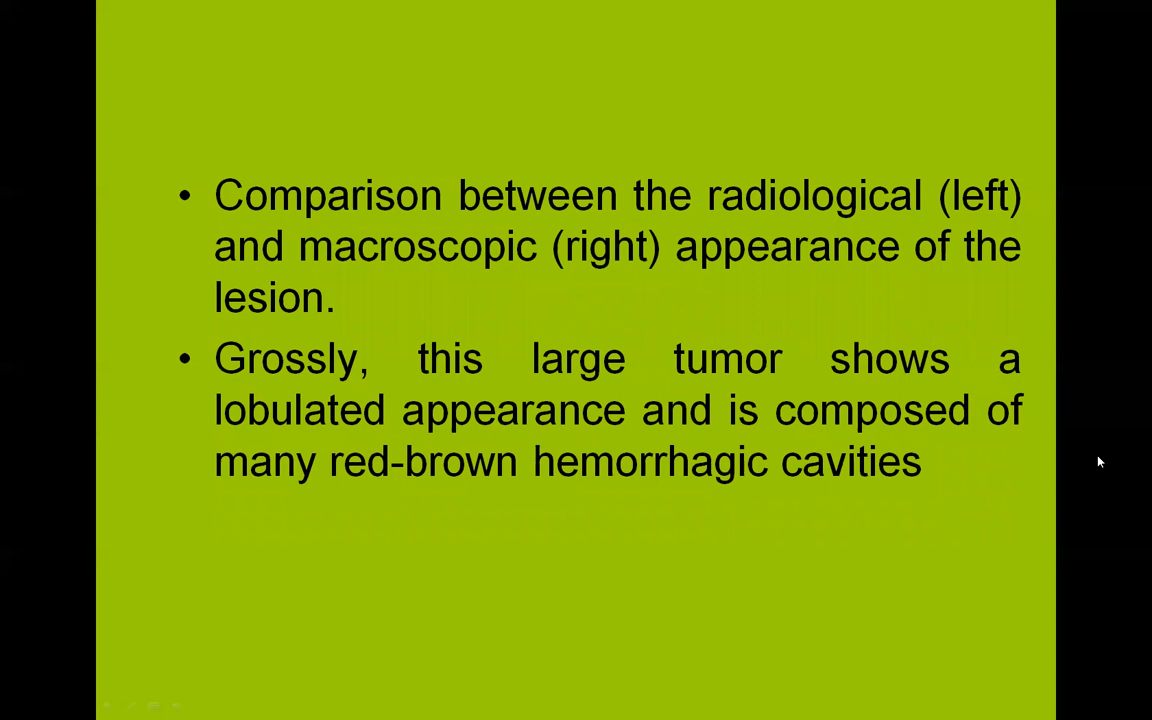 • Comparison between the radiological (left)
and macroscopic (right) appearance of the
lesion.
• Grossly, this large tumor shows a
lobulated appearance and is composed of
many red-brown hemorrhagic cavities